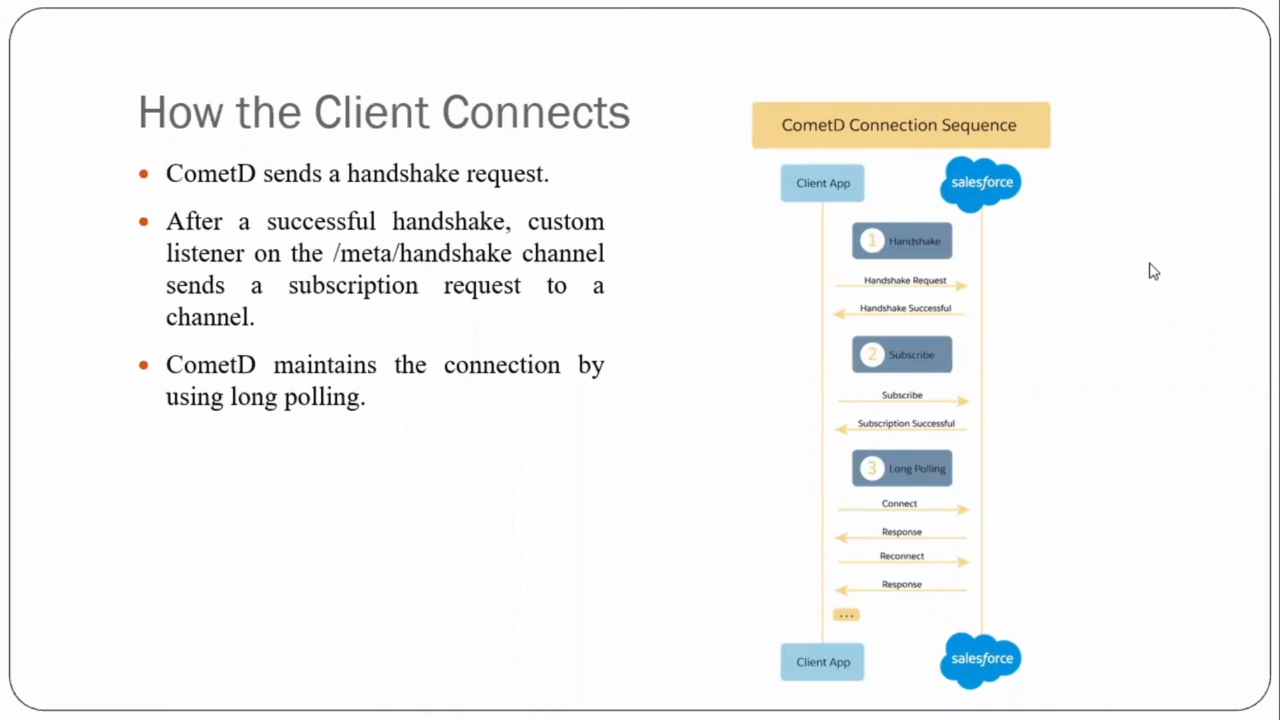 How the Client Connects
CometD sends a handshake request.
After a successful handshake, custom
listener on the /meta/handshake channel
sends a subscription request to a
channel.
CometD maintains the connection by
using long polling.
CometD Connection Sequence
Client App
salesforce
1 Handshake
Handshake Request
Handshake Successful
2 Subscribe
Subscribe
Subscription Successful
3 Long Polling
Connect
Response
Reconnect
Response
...
Client App
salesforce